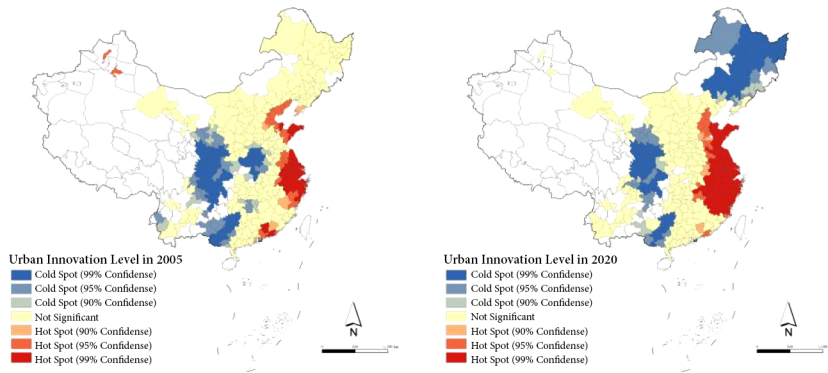 Urban Innovation Level in 2005
Cold Spot (99% Confidense)
Cold Spot (95% Confidense)
Cold Spot (90% Confidense)
Not Significant
Hot Spot (90% Confidense)
Hot Spot (95% Confidense)
Hot Spot (99% Confidense)
N
Urban Innovation Level in 2020
Cold Spot (99% Confidense)
Cold Spot (95% Confidense)
Cold Spot (90% Confidense)
Not Significant
Hot Spot (90% Confidense)
Hot Spot (95% Confidense)
Hot Spot (99% Confidense)
N